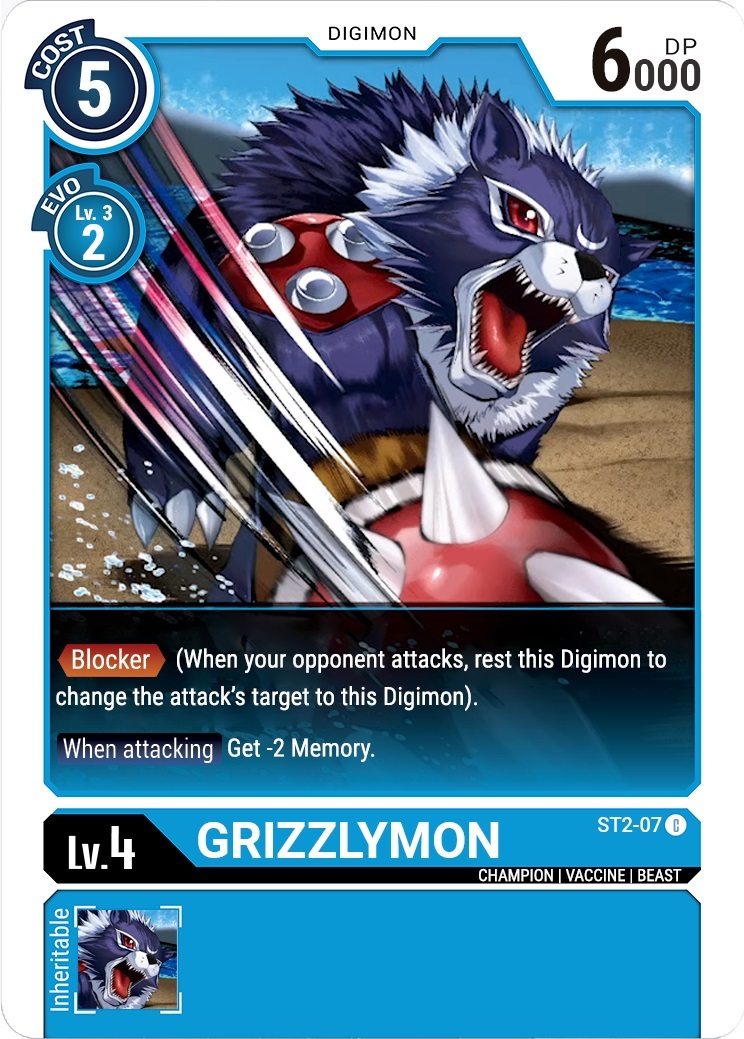 DIGIMON
COST
5
DP
6000
EVO
Lv. 3
2
Blocker (When your opponent attacks, rest this Digimon to
change the attack's target to this Digimon).
When attacking Get -2 Memory.
Lv.4
GRIZZLYMON
ST2-07 C
CHAMPION | VACCINE | BEAST
Inheritable